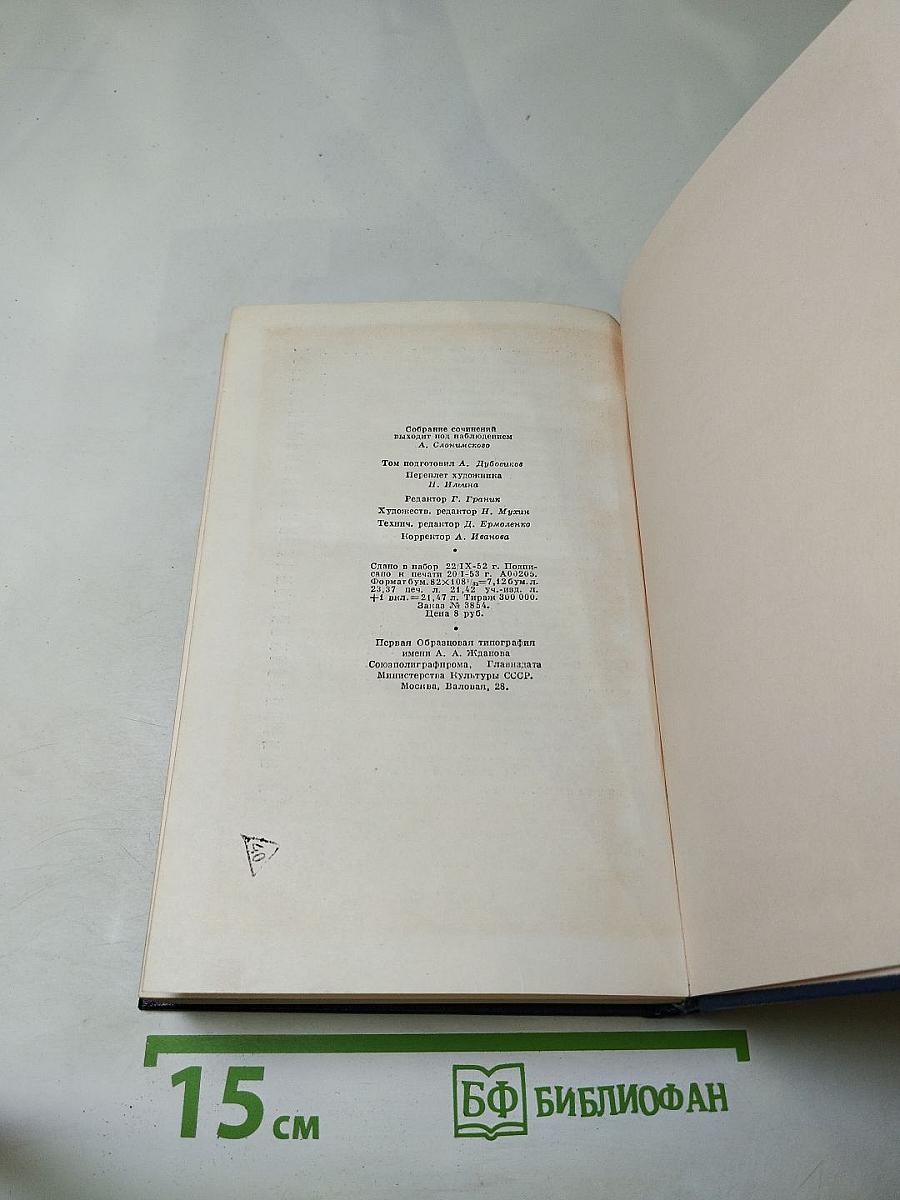 Собрание сочинений
выходит под наблюдением
А. Слонимского
Том подготовил А. Дубовиков
Переплет художника
Н. Ильина
Редактор Г. Граник
Художеств. редактор Н. Мухин
Технич. редактор Д. Ермоленко
Корректор А. Иванова
Сдано в набор 22/IX-52 г. Подпи-
сано к печати 20/I-53 г. А00205.
Формат бум. 82×108¹/₃₂=7,12 бум. л.
23,37 печ. л. 21,42 уч.-изд. л.
+1 вкл.=21,47 л. Тираж 300 000.
Заказ № 3854.
Цена 8 руб.
Первая Образцовая типография
имени А. А. Жданова
Союзполиграфпрома, Главиздата
Министерства Культуры СССР.
Москва, Валовая, 28.
15 см
БФ БИБЛИОФАН